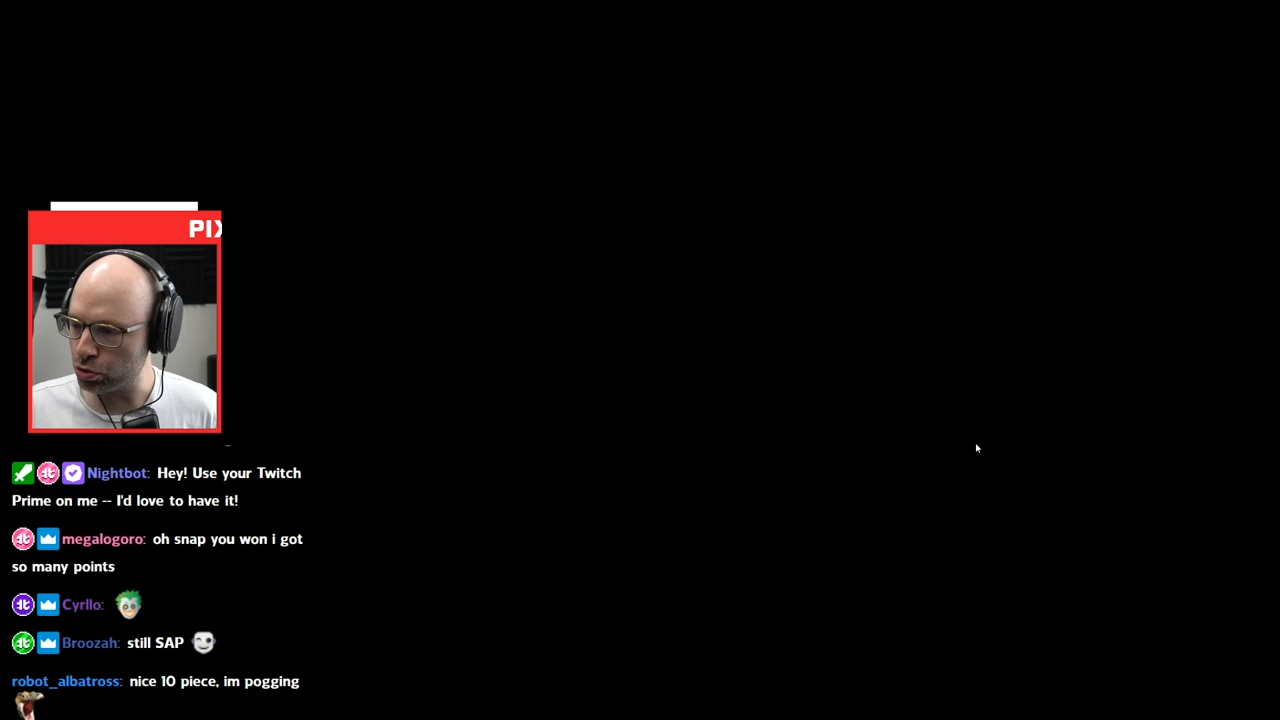 PIX
Nightbot: Hey! Use your Twitch
Prime on me -- I'd love to have it!
megalogoro: oh snap you won i got
so many points
Cyrllo:
Broozah: still SAP
robot_albatross: nice 10 piece, im pogging